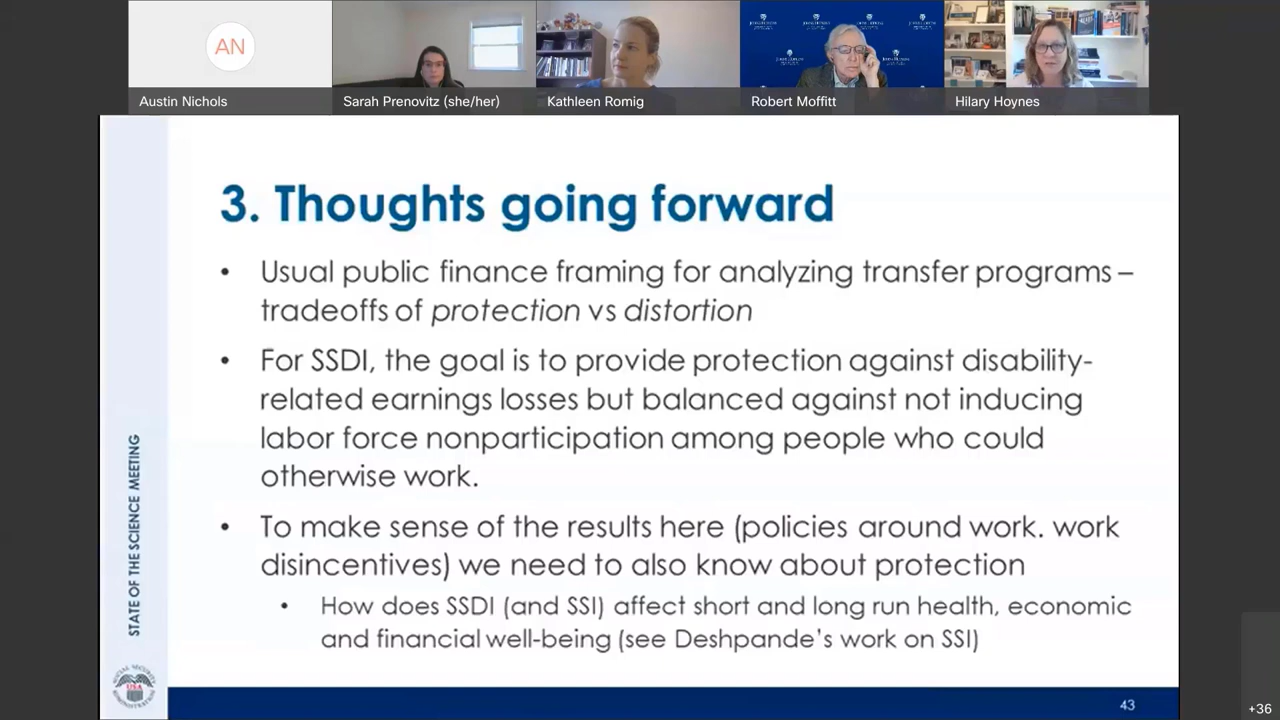 AN
Austin Nichols
Sarah Prenovitz (she/her)
Kathleen Romig
Robert Moffitt
Hilary Hoynes
3. Thoughts going forward
• Usual public finance framing for analyzing transfer programs –
tradeoffs of protection vs distortion
• For SSDI, the goal is to provide protection against disability-
related earnings losses but balanced against not inducing
labor force nonparticipation among people who could
otherwise work.
• To make sense of the results here (policies around work. work
disincentives) we need to also know about protection
• How does SSDI (and SSI) affect short and long run health, economic
and financial well-being (see Deshpande's work on SSI)
STATE OF THE SCIENCE MEETING
USA
43
+36